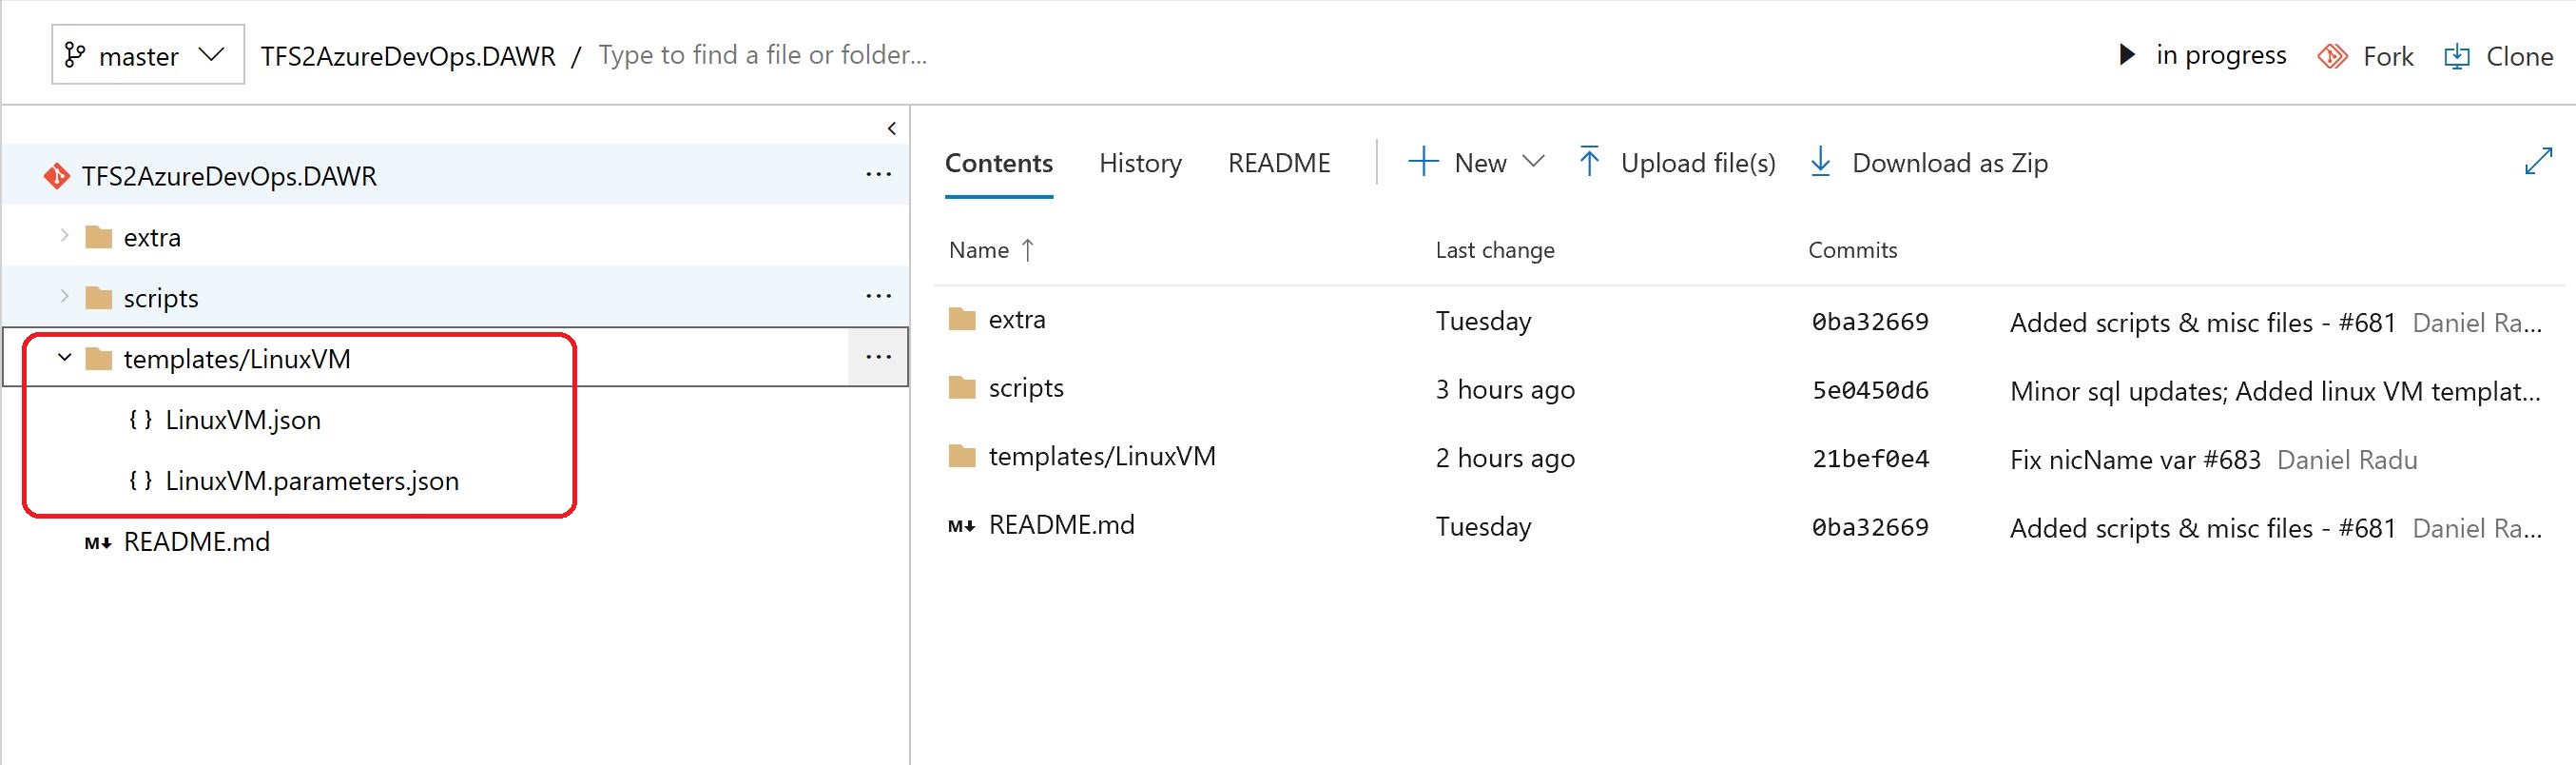 master TFS2AzureDevOps.DAWR / Type to find a file or folder... in progress Fork Clone
TFS2AzureDevOps.DAWR ...
extra
scripts ...
templates/LinuxVM ...
{ } LinuxVM.json
{ } LinuxVM.parameters.json
M README.md
Contents History README New Upload file(s) Download as Zip
Name Last change Commits
extra Tuesday 0ba32669 Added scripts & misc files - #681 Daniel Ra...
scripts 3 hours ago 5e0450d6 Minor sql updates; Added linux VM templat...
templates/LinuxVM 2 hours ago 21bef0e4 Fix nicName var #683 Daniel Radu
M README.md Tuesday 0ba32669 Added scripts & misc files - #681 Daniel Ra...